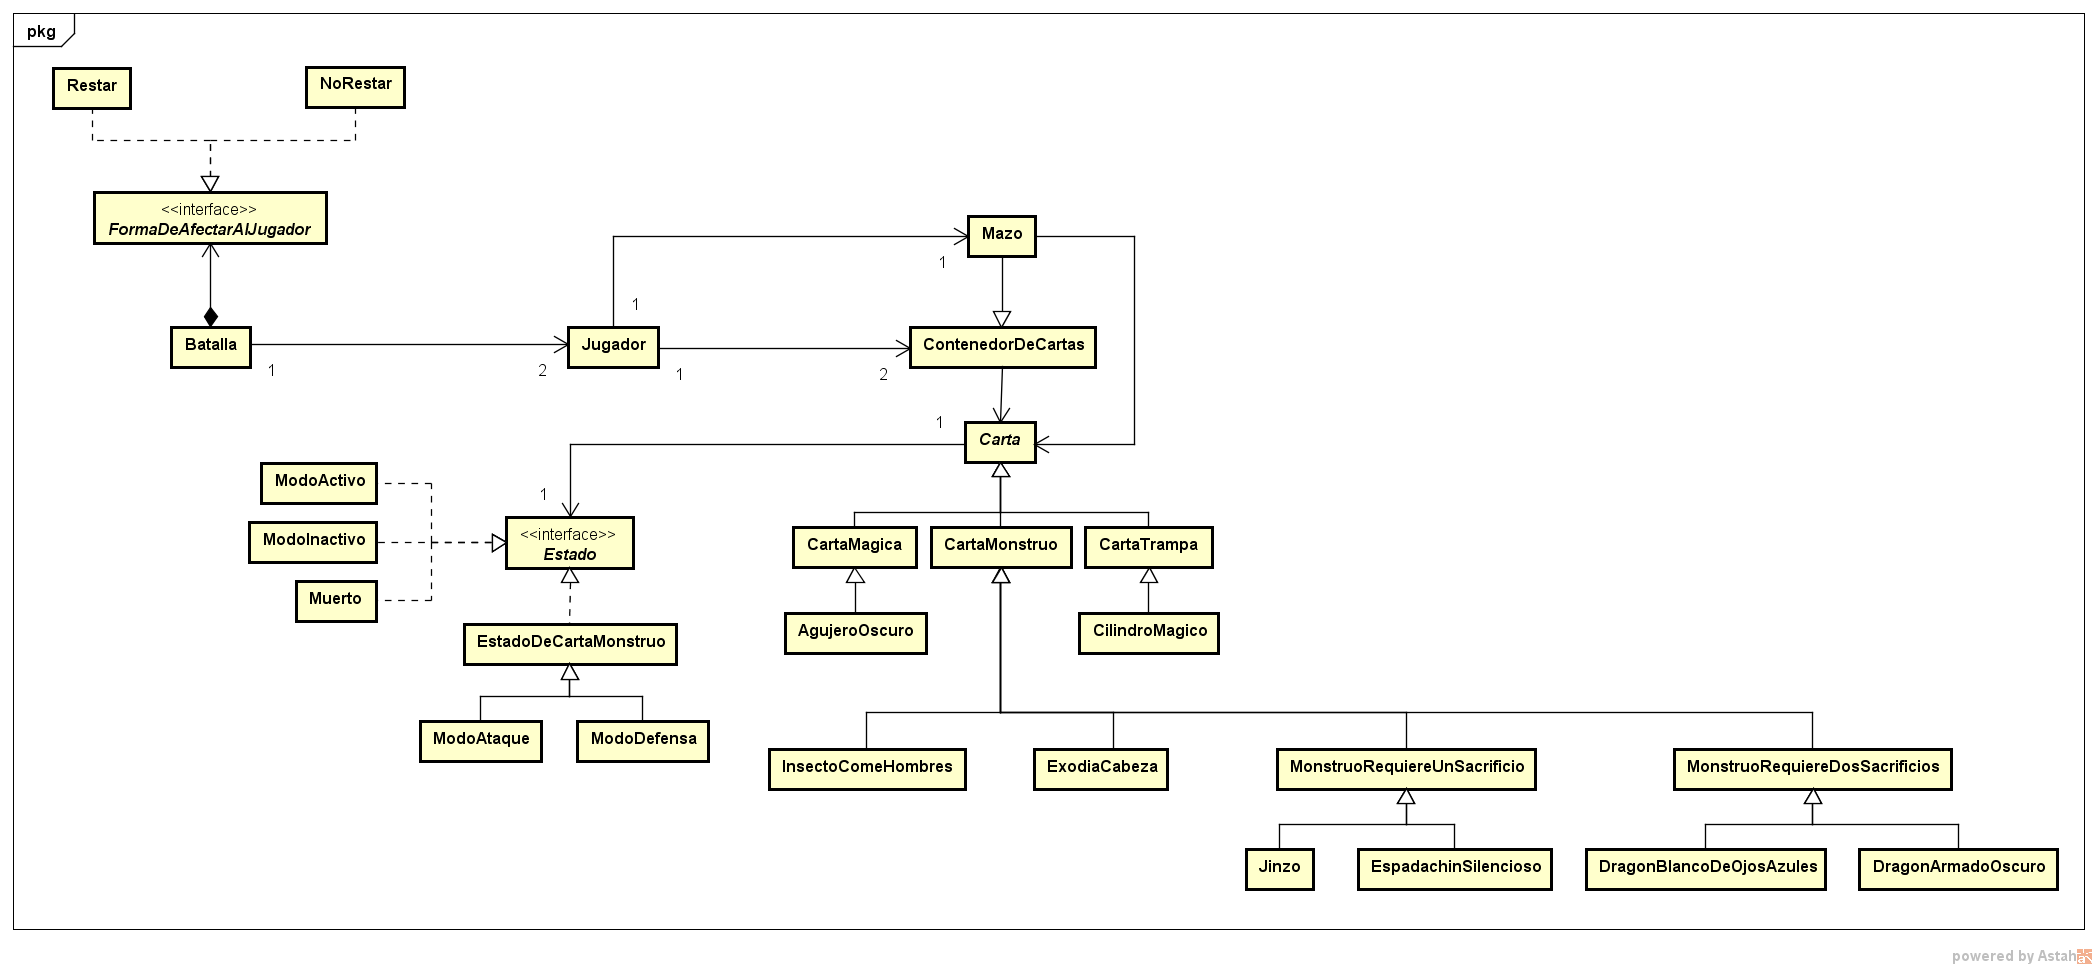 pkg
Restar
NoRestar
<<interface>>
FormaDeAfectarAlJugador
Mazo
1
1
Batalla
Jugador
ContenedorDeCartas
1
2
1
2
1
Carta
ModoActivo
1
ModoInactivo
<<interface>>
Estado
CartaMagica
CartaMonstruo
CartaTrampa
Muerto
EstadoDeCartaMonstruo
AgujeroOscuro
CilindroMagico
ModoAtaque
ModoDefensa
InsectoComeHombres
ExodiaCabeza
MonstruoRequiereUnSacrificio
MonstruoRequiereDosSacrificios
Jinzo
EspadachinSilencioso
DragonBlancoDeOjosAzules
DragonArmadoOscuro
powered by Astah